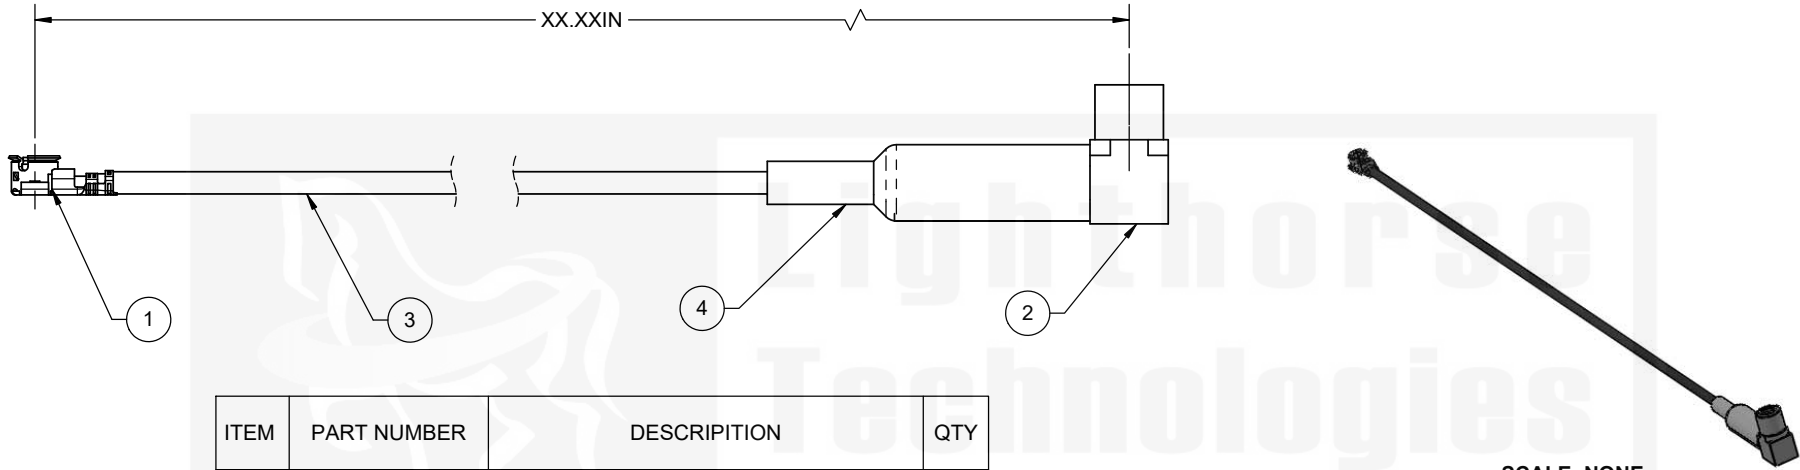 XX.XXIN
1
3
4
2
Lighthorse
Technologies
ITEM PART NUMBER DESCRIPITION QTY
SCALE NONE